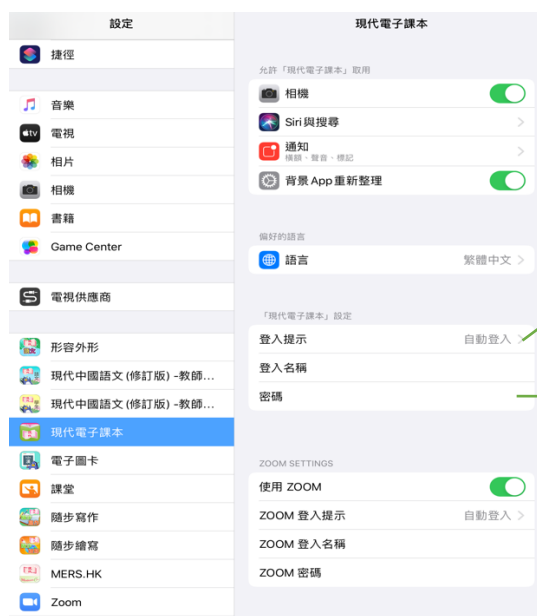 設定
捷徑
音樂
tv
電視
相片
相機
書籍
Game Center
電視供應商
形容外形
現代中國語文 (修訂版) -教師...
現代中國語文 (修訂版) -教師...
現代電子課本
電子圖卡
課堂
隨步寫作
隨步繪寫
MERS.HK
Zoom
現代電子課本
允許「現代電子課本」取用
相機
Siri 與搜尋
通知
橫額、聲音、標記
背景 App 重新整理
偏好的語言
語言 繁體中文
「現代電子課本」設定
登入提示 自動登入
登入名稱
密碼
ZOOM SETTINGS
使用 ZOOM
ZOOM 登入提示 自動登入
ZOOM 登入名稱
ZOOM 密碼